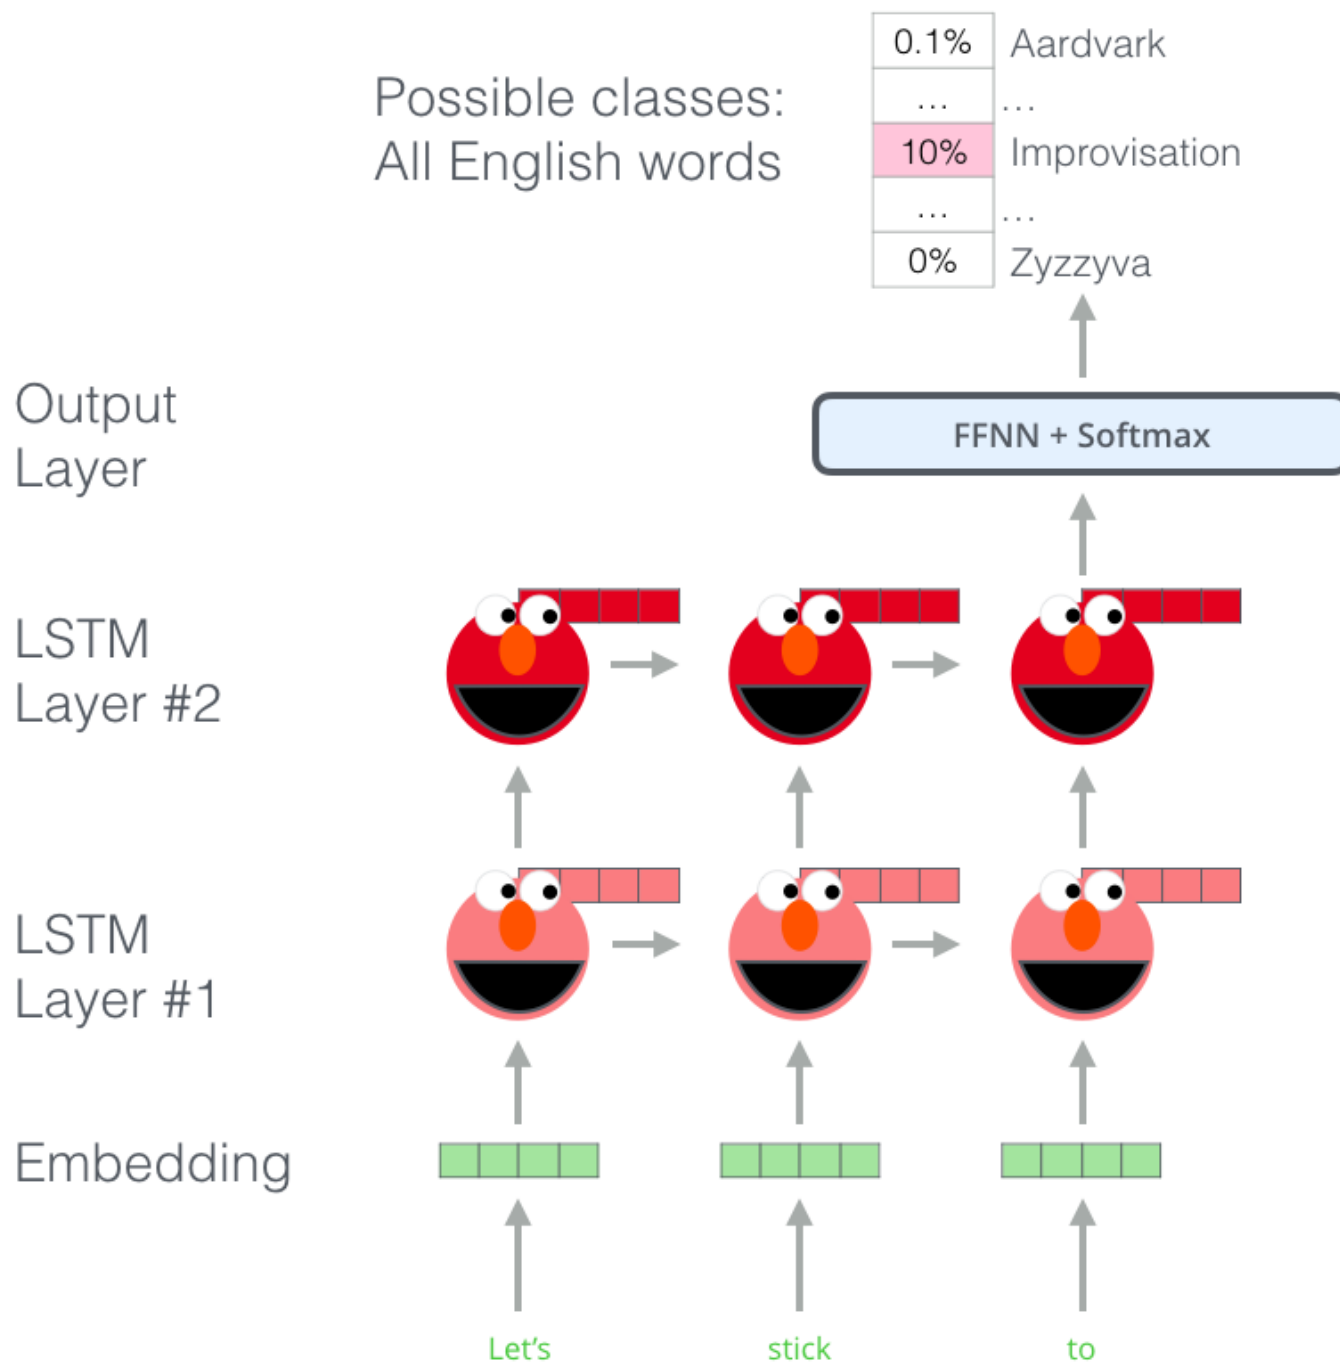 0.1% Aardvark
Possible classes:
... ...
All English words
10% Improvisation
... ...
0% Zyzzyva
Output
Layer
FFNN + Softmax
LSTM
Layer #2
LSTM
Layer #1
Embedding
Let's stick to